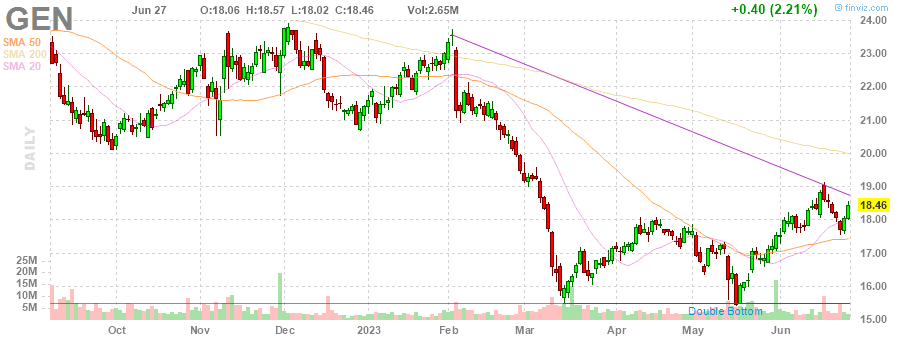 GEN Jun 27 O:18.06 H:18.57 L:18.02 C:18.46 Vol:2.65M +0.40 (2.21%) © finviz.com
SMA 50
SMA 200
SMA 20
DAILY
24.00
23.00
22.00
21.00
20.00
19.00
18.46
18.00
17.00
16.00
15.00
25M
20M
15M
10M
5M
Double Bottom
Oct Nov Dec 2023 Feb Mar Apr May Jun